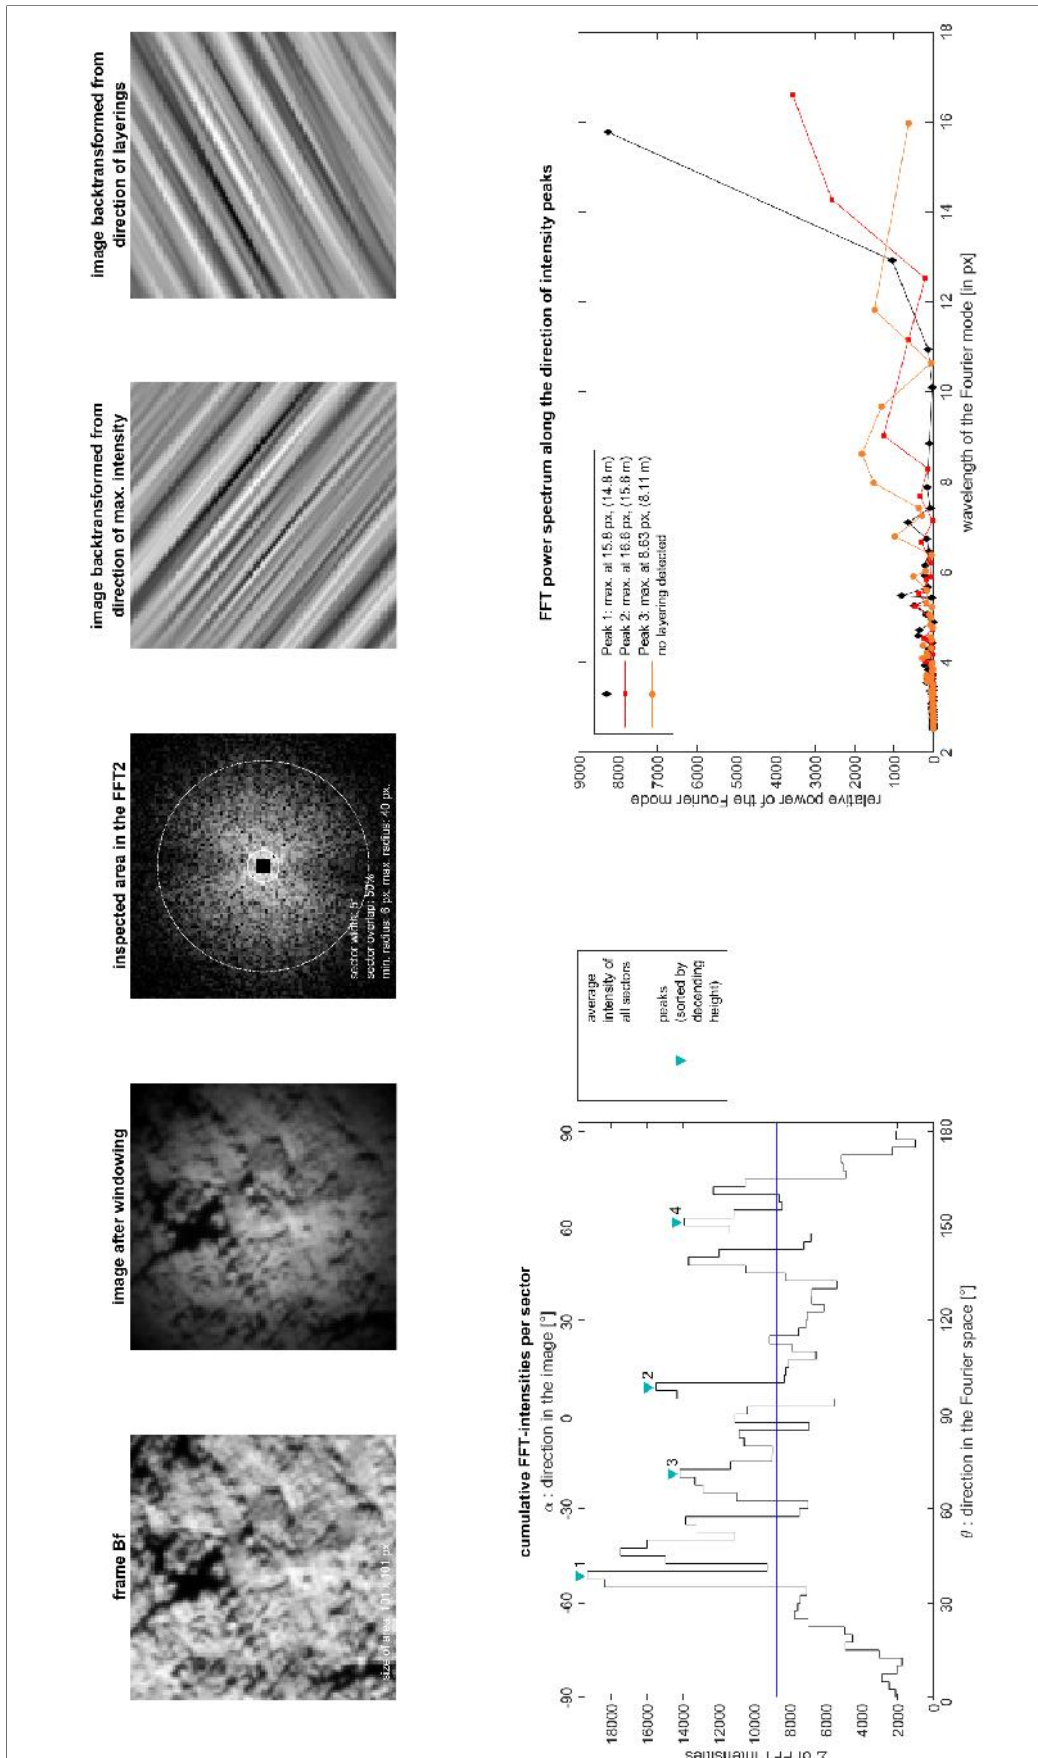 frame Bf
size of area: 101 x 101 px
image after windowing
inspected area in the FFT2
sector width: 5°
sector overlap: 50%
min. radius: 6 px, max. radius: 40 px.
image backtransformed from
direction of max. intensity
image backtransformed from
direction of layerings
cumulative FFT-intensities per sector
α : direction in the image [°]
-90 -60 -30 0 30 60 90
18000
16000
14000
12000
10000
8000
6000
4000
2000
0
Σ of FFT intensities
1
2
3
4
0 30 60 90 120 150 180
θ : direction in the Fourier space [°]
average
intensity of
all sectors
peaks
(sorted by
decending
height)
FFT power spectrum along the direction of intensity peaks
9000
8000
7000
6000
5000
4000
3000
2000
1000
0
relative power of the Fourier mode
Peak 1: max. at 15.8 px, (14.8 m)
Peak 2: max. at 16.6 px, (15.6 m)
Peak 3: max. at 8.63 px, (8.11 m)
no layering detected
2 4 6 8 10 12 14 16 18
wavelength of the Fourier mode [in px]